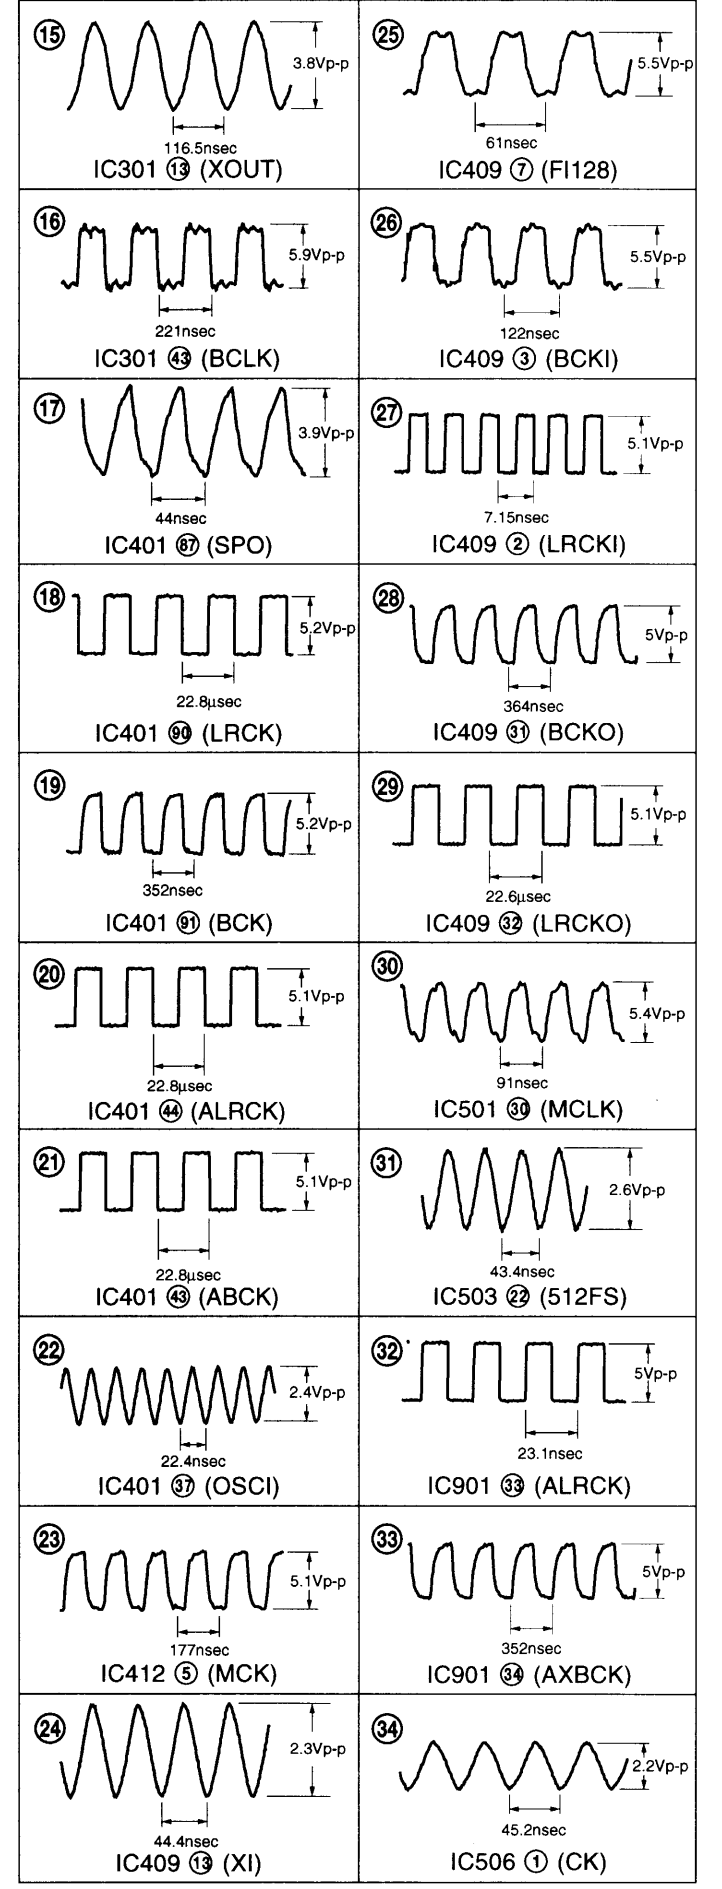 ⑮
3.8Vp-p
116.5nsec
IC301 ⑬ (XOUT)
⑯
5.9Vp-p
221nsec
IC301 ㊸ (BCLK)
⑰
3.9Vp-p
44nsec
IC401 (87) (SPO)
⑱
5.2Vp-p
22.8µsec
IC401 (90) (LRCK)
⑲
5.2Vp-p
352nsec
IC401 (91) (BCK)
⑳
5.1Vp-p
22.8µsec
IC401 ㊹ (ALRCK)
㉑
5.1Vp-p
22.8µsec
IC401 ㊸ (ABCK)
㉒
2.4Vp-p
22.4nsec
IC401 ㊲ (OSCI)
㉓
5.1Vp-p
177nsec
IC412 ⑤ (MCK)
㉔
2.3Vp-p
44.4nsec
IC409 ⑬ (XI)
㉕
5.5Vp-p
61nsec
IC409 ⑦ (FI128)
㉖
5.5Vp-p
122nsec
IC409 ③ (BCKI)
㉗
5.1Vp-p
7.15nsec
IC409 ② (LRCKI)
㉘
5Vp-p
364nsec
IC409 ㉛ (BCKO)
㉙
5.1Vp-p
22.6µsec
IC409 ㉜ (LRCKO)
㉚
5.4Vp-p
91nsec
IC501 ㉚ (MCLK)
㉛
2.6Vp-p
43.4nsec
IC503 ㉒ (512FS)
㉜
5Vp-p
23.1nsec
IC901 ㉝ (ALRCK)
㉝
5Vp-p
352nsec
IC901 ㉞ (AXBCK)
㉞
2.2Vp-p
45.2nsec
IC506 ① (CK)